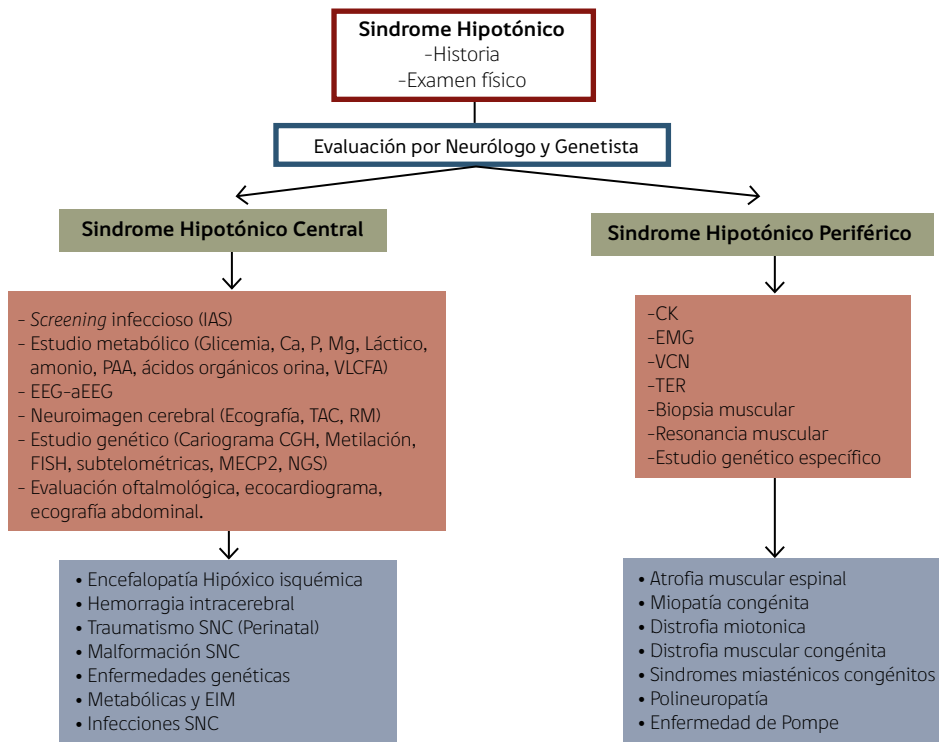 Sindrome Hipotónico
-Historia
-Examen físico
Evaluación por Neurólogo y Genetista
Sindrome Hipotónico Central
- Screening infeccioso (IAS)
- Estudio metabólico (Glicemia, Ca, P, Mg, Láctico,
amonio, PAA, ácidos orgánicos orina, VLCFA)
- EEG-aEEG
- Neuroimagen cerebral (Ecografía, TAC, RM)
- Estudio genético (Cariograma CGH, Metilación,
FISH, subtelométricas, MECP2, NGS)
- Evaluación oftalmológica, ecocardiograma,
ecografía abdominal.
• Encefalopatía Hipóxico isquémica
• Hemorragia intracerebral
• Traumatismo SNC (Perinatal)
• Malformación SNC
• Enfermedades genéticas
• Metabólicas y EIM
• Infecciones SNC
Sindrome Hipotónico Periférico
-CK
-EMG
-VCN
-TER
-Biopsia muscular
-Resonancia muscular
-Estudio genético específico
• Atrofia muscular espinal
• Miopatía congénita
• Distrofia miotonica
• Distrofia muscular congénita
• Sindromes miasténicos congénitos
• Polineuropatía
• Enfermedad de Pompe